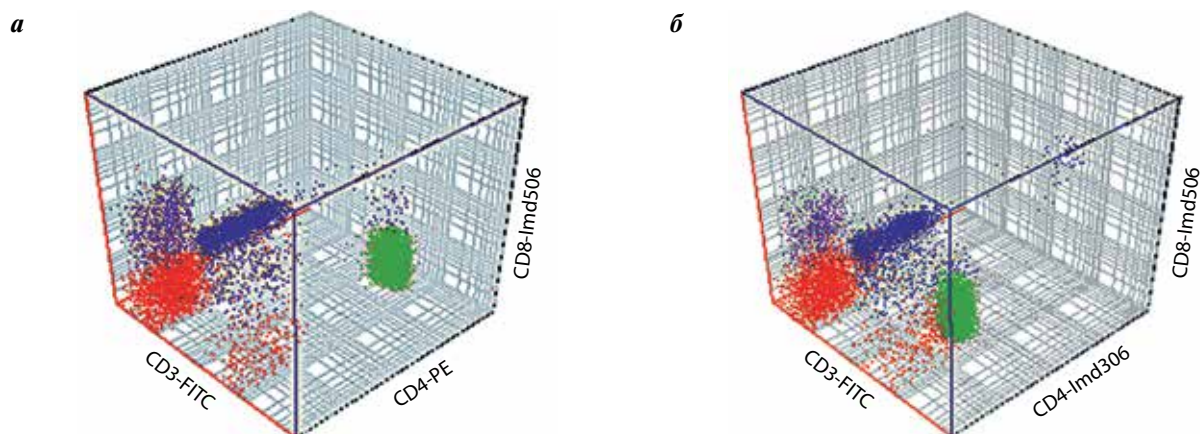 а
CD3-FITC
CD4-PE
CD8-Imd506
б
CD3-FITC
CD4-Imd306
CD8-Imd506